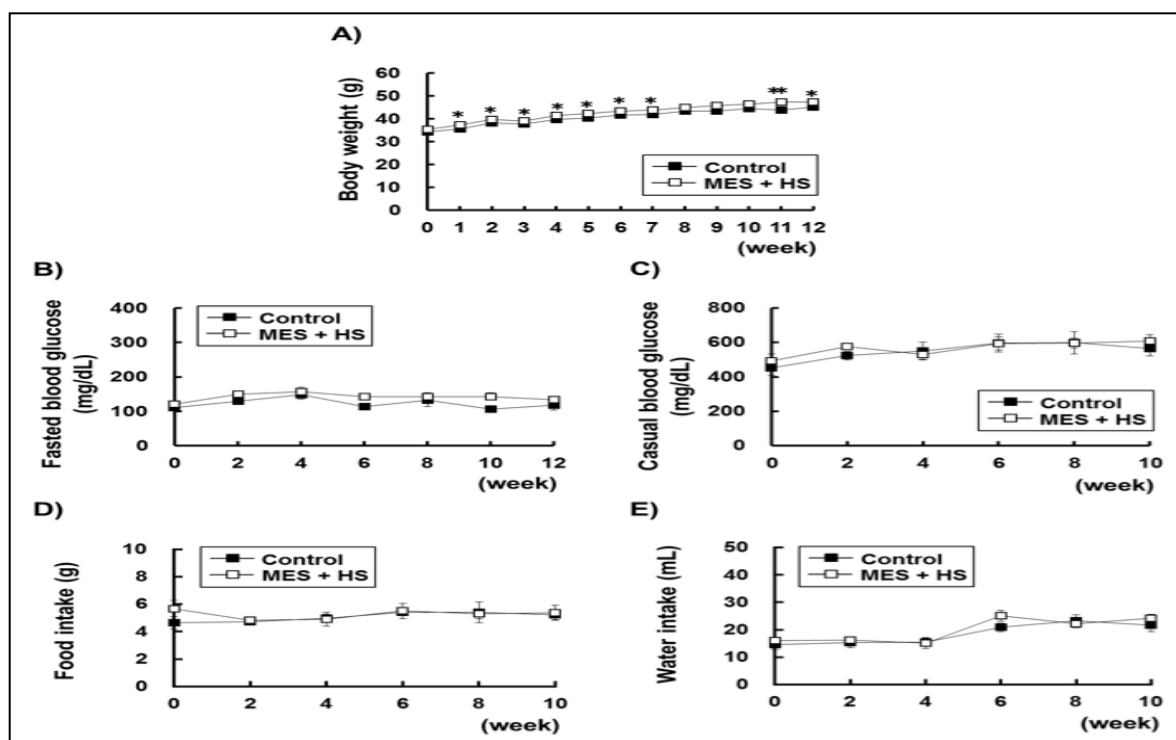 A)
Body weight (g)
60
50
40
30
20
10
0
* * * * * * * ** *
Control
MES + HS
0 1 2 3 4 5 6 7 8 9 10 11 12
(week)
B)
Fasted blood glucose
(mg/dL)
400
300
200
100
0
Control
MES + HS
0 2 4 6 8 10 12
(week)
C)
Casual blood glucose
(mg/dL)
800
600
400
200
0
Control
MES + HS
0 2 4 6 8 10
(week)
D)
Food intake (g)
10
8
6
4
2
0
Control
MES + HS
0 2 4 6 8 10
(week)
E)
Water intake (mL)
50
40
30
20
10
0
Control
MES + HS
0 2 4 6 8 10
(week)